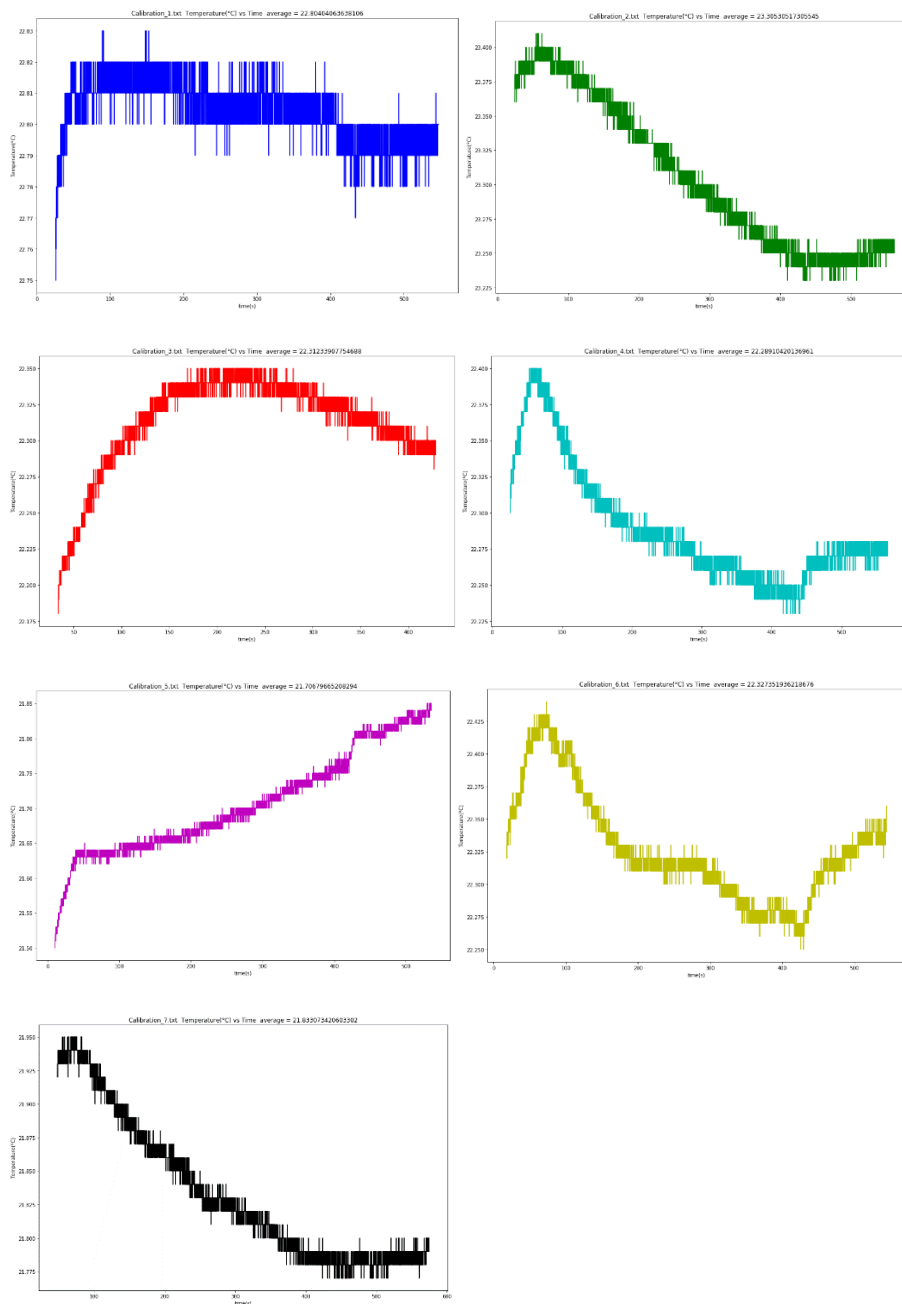 Calibration_1.txt Temperature(°C) vs Time average = 22.80404063638106
22.83
22.82
22.81
22.80
22.79
22.78
22.77
22.76
22.75
Temperature(°C)
0 100 200 300 400 500
time(s)
Calibration_2.txt Temperature(°C) vs Time average = 23.30530517305545
23.400
23.375
23.350
23.325
23.300
23.275
23.250
23.225
Temperature(°C)
0 100 200 300 400 500
time(s)
Calibration_3.txt Temperature(°C) vs Time average = 22.31233907754688
22.350
22.325
22.300
22.275
22.250
22.225
22.200
22.175
Temperature(°C)
50 100 150 200 250 300 350 400
time(s)
Calibration_4.txt Temperature(°C) vs Time average = 22.28910420136961
22.400
22.375
22.350
22.325
22.300
22.275
22.250
22.225
Temperature(°C)
0 100 200 300 400 500
time(s)
Calibration_5.txt Temperature(°C) vs Time average = 21.70679665208294
21.85
21.80
21.75
21.70
21.65
21.60
21.55
21.50
Temperature(°C)
0 100 200 300 400 500
time(s)
Calibration_6.txt Temperature(°C) vs Time average = 22.327351936218676
22.425
22.400
22.375
22.350
22.325
22.300
22.275
22.250
Temperature(°C)
0 100 200 300 400 500
time(s)
Calibration_7.txt Temperature(°C) vs Time average = 21.833073420603302
21.950
21.925
21.900
21.875
21.850
21.825
21.800
21.775
Temperature(°C)
100 200 300 400 500 600
time(s)